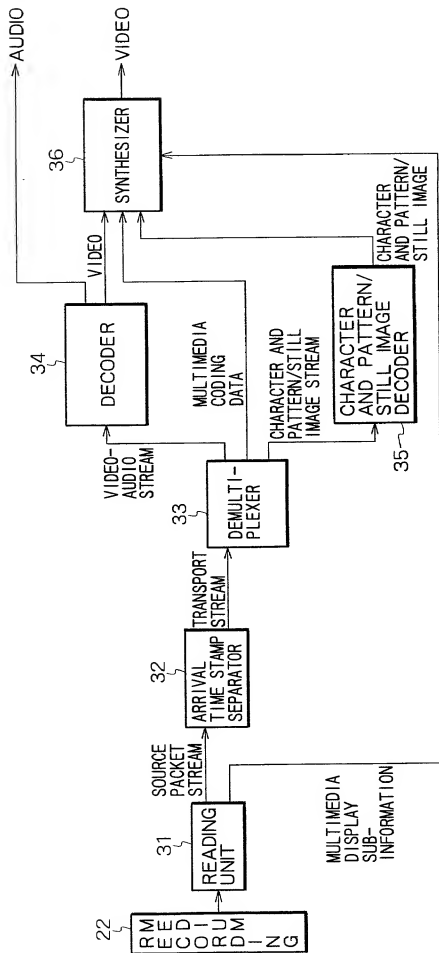 22
R M
E E
C D
O I
R U
D M
I
N
G
31
READING
UNIT
SOURCE
PACKET
STREAM
MULTIMEDIA
DISPLAY
SUB-
INFORMATION
32
ARRIVAL
TIME STAMP
SEPARATOR
TRANSPORT
STREAM
33
DEMULTI-
PLEXER
VIDEO-
AUDIO
STREAM
MULTIMEDIA
CODING
DATA
CHARACTER AND
PATTERN/STILL
IMAGE STREAM
34
DECODER
35
CHARACTER
AND PATTERN/
STILL IMAGE
DECODER
VIDEO
CHARACTER
AND PATTERN/
STILL IMAGE
36
SYNTHESIZER
AUDIO
VIDEO